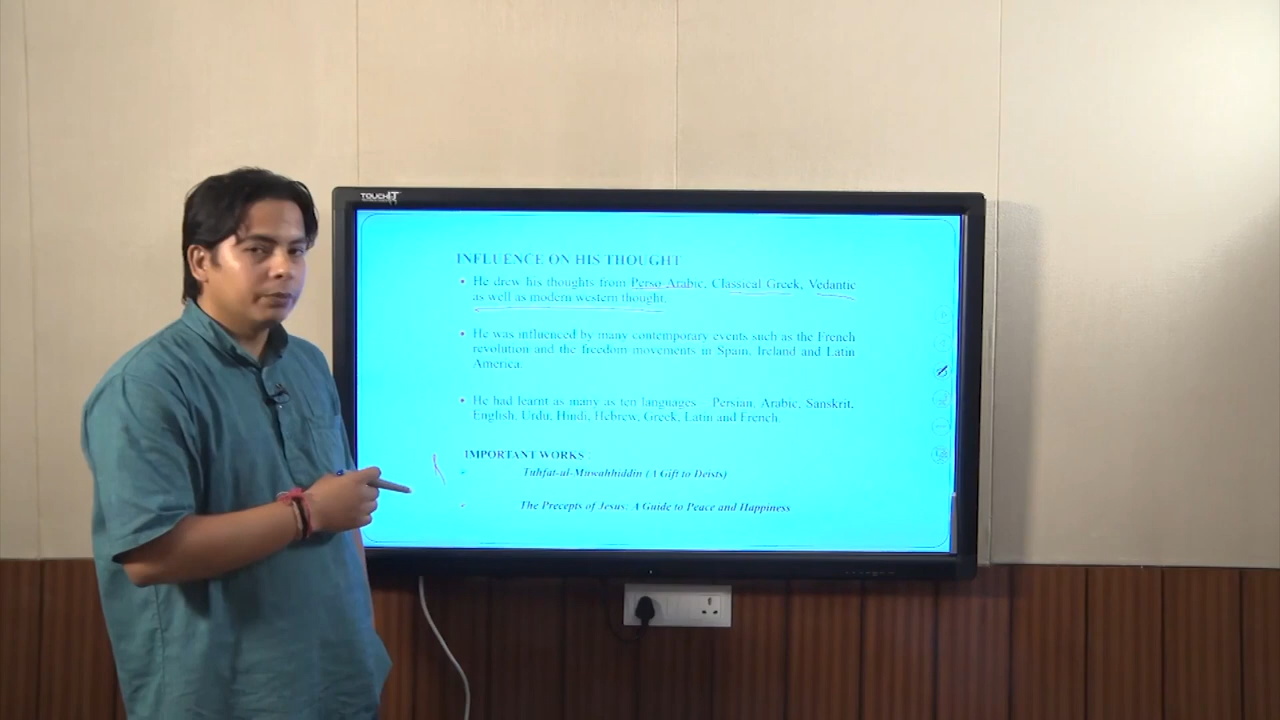 TOUCHIT
INFLUENCE ON HIS THOUGHT
• He drew his thoughts from Perso Arabic, Classical Greek, Vedantic
as well as modern western thought.
• He was influenced by many contemporary events such as the French
revolution and the freedom movements in Spain, Ireland and Latin
America.
• He had learnt as many as ten languages Persian, Arabic, Sanskrit,
English, Urdu, Hindi, Hebrew, Greek, Latin and French.
IMPORTANT WORKS :
Tuhfat-ul-Muwahhiddin (A Gift to Deists)
The Precepts of Jesus: A Guide to Peace and Happiness